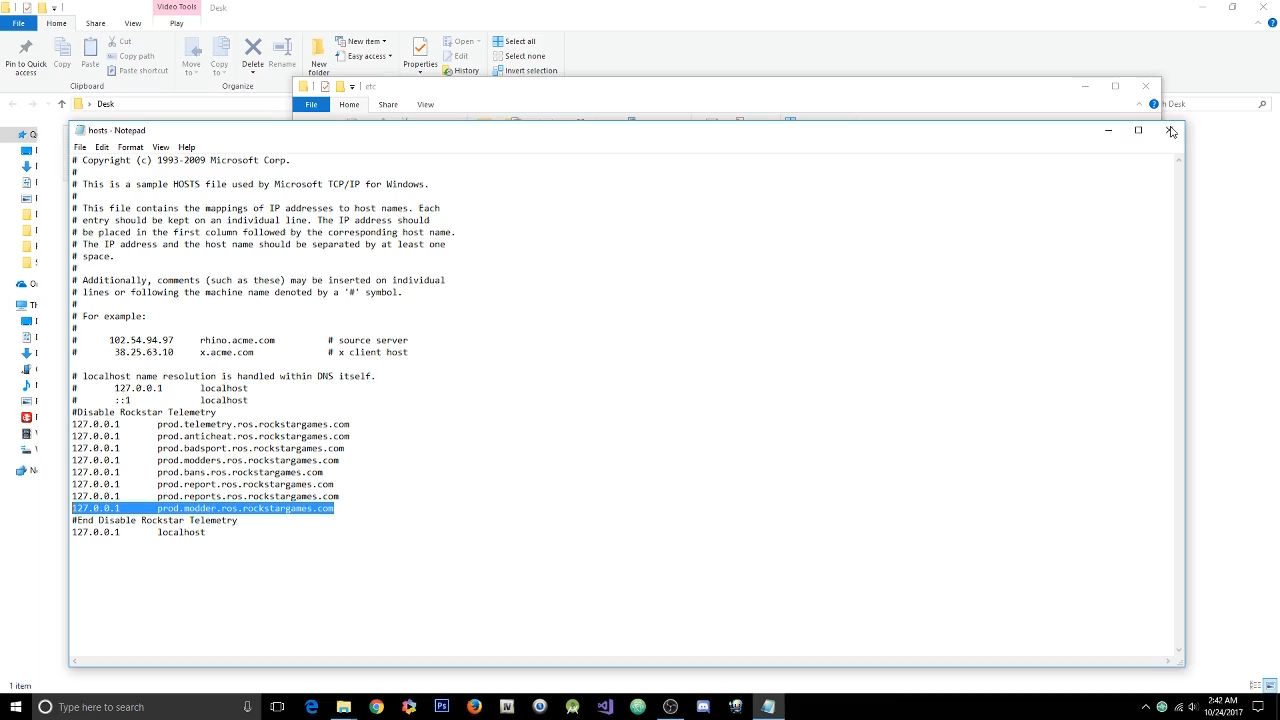 Video Tools
Desk
File
Home
Share
View
Play
Pin to Quick access
Copy
Paste
Cut
Copy path
Paste shortcut
Clipboard
Move to
Copy to
Delete
Rename
Organize
New folder
New item
Easy access
Properties
Open
Edit
History
Select all
Select none
Invert selection
Desk
etc
File
Home
Share
View
Desk
hosts - Notepad
File Edit Format View Help
# Copyright (c) 1993-2009 Microsoft Corp.
#
# This is a sample HOSTS file used by Microsoft TCP/IP for Windows.
#
# This file contains the mappings of IP addresses to host names. Each
# entry should be kept on an individual line. The IP address should
# be placed in the first column followed by the corresponding host name.
# The IP address and the host name should be separated by at least one
# space.
#
# Additionally, comments (such as these) may be inserted on individual
# lines or following the machine name denoted by a '#' symbol.
#
# For example:
#
# 102.54.94.97 rhino.acme.com # source server
# 38.25.63.10 x.acme.com # x client host
# localhost name resolution is handled within DNS itself.
# 127.0.0.1 localhost
# ::1 localhost
#Disable Rockstar Telemetry
127.0.0.1 prod.telemetry.ros.rockstargames.com
127.0.0.1 prod.anticheat.ros.rockstargames.com
127.0.0.1 prod.badsport.ros.rockstargames.com
127.0.0.1 prod.modders.ros.rockstargames.com
127.0.0.1 prod.bans.ros.rockstargames.com
127.0.0.1 prod.report.ros.rockstargames.com
127.0.0.1 prod.reports.ros.rockstargames.com
127.0.0.1 prod.modder.ros.rockstargames.com
#End Disable Rockstar Telemetry
127.0.0.1 localhost
1 item
Type here to search
2:42 AM
10/24/2017